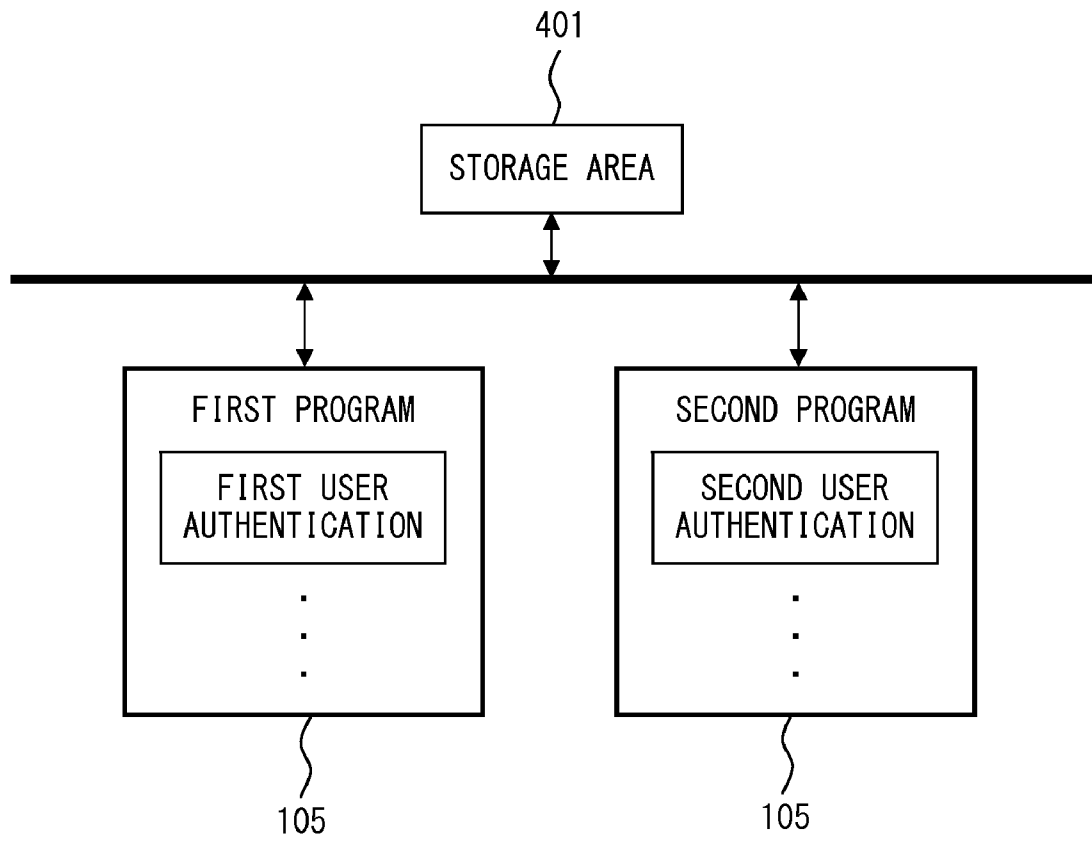 401
STORAGE AREA
FIRST PROGRAM
FIRST USER
AUTHENTICATION
SECOND PROGRAM
SECOND USER
AUTHENTICATION
105
105